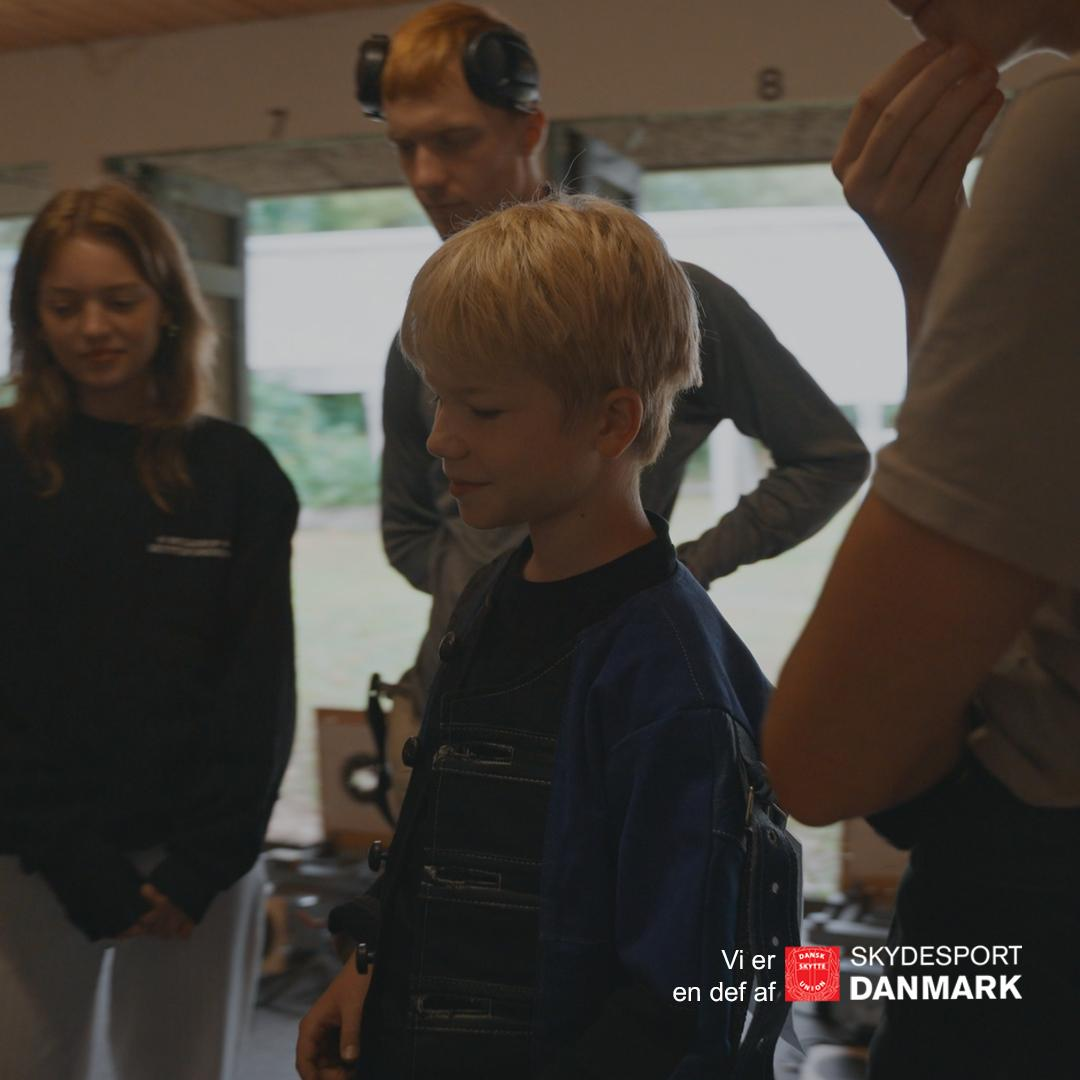 7
8
Vi er
en def af
DANSK
SKYTTE
UNION
SKYDESPORT
DANMARK